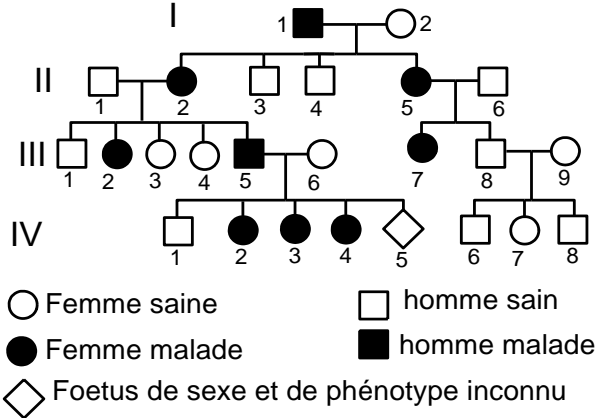 I 1 2
II 1 2 3 4 5 6
III 1 2 3 4 5 6 7 8 9
IV 1 2 3 4 5 6 7 8
Femme saine
homme sain
Femme malade
homme malade
Foetus de sexe et de phénotype inconnu